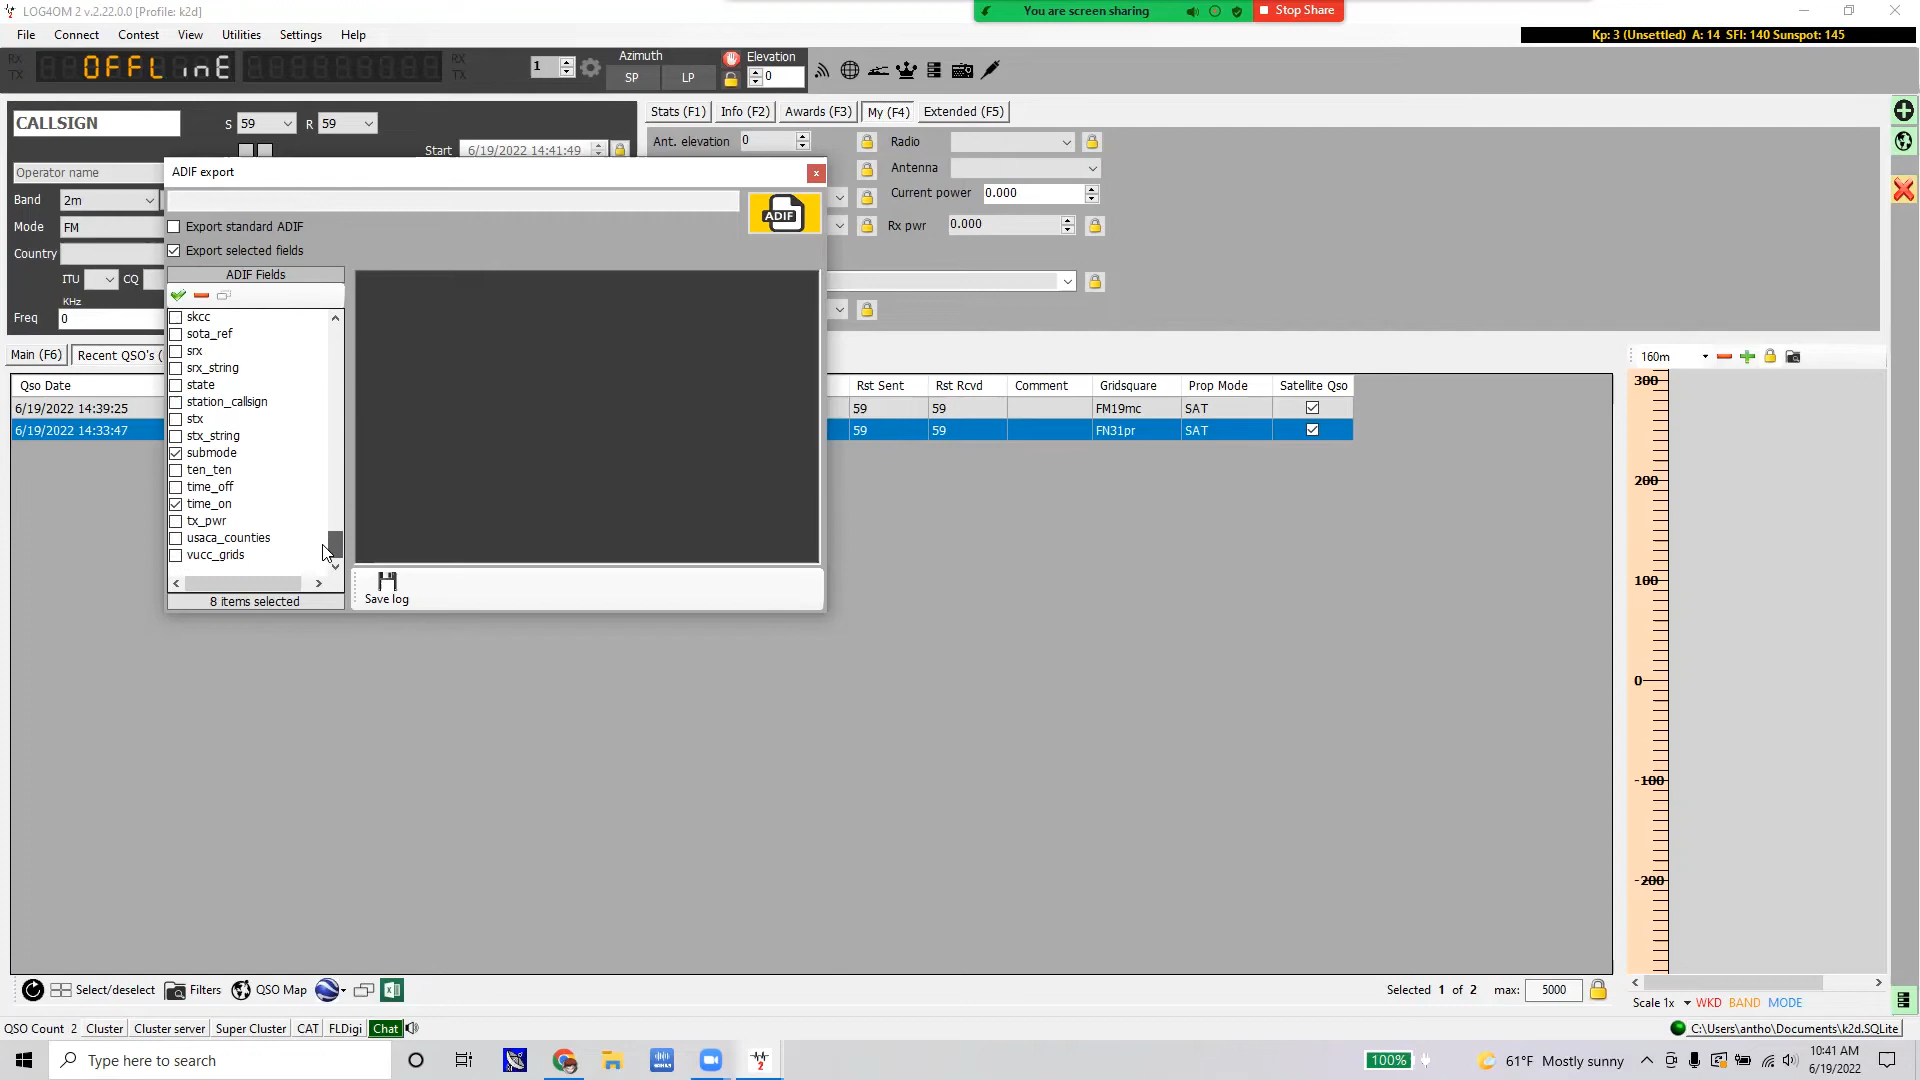 LOG4OM 2 v.2.22.0.0 [Profile: k2d]
You are screen sharing
Stop Share
File Connect Contest View Utilities Settings Help
Kp: 3 (Unsettled) A: 14 SFI: 140 Sunspot: 145
RX
TX
OFFLinE
RX
TX
1
Azimuth
SP LP
Elevation
0
CALLSIGN
S 59 R 59
Start 6/19/2022 14:41:49
Operator name
Band 2m
Mode FM
Country
ITU CQ
KHz
Freq 0
Stats (F1) Info (F2) Awards (F3) My (F4) Extended (F5)
Ant. elevation 0
Radio
Antenna
Current power 0.000
Rx pwr 0.000
ADIF export
x
ADIF
Export standard ADIF
Export selected fields
ADIF Fields
skcc
sota_ref
srx
srx_string
state
station_callsign
stx
stx_string
submode
ten_ten
time_off
time_on
tx_pwr
usaca_counties
vucc_grids
8 items selected
Save log
Main (F6) Recent QSO's (
Qso Date Rst Sent Rst Rcvd Comment Gridsquare Prop Mode Satellite Qso
6/19/2022 14:39:25 59 59 FM19mc SAT
6/19/2022 14:33:47 59 59 FN31pr SAT
160m
300
200
100
0
-100
-200
Select/deselect Filters QSO Map
Selected 1 of 2 max: 5000
Scale 1x WKD BAND MODE
QSO Count 2 Cluster Cluster server Super Cluster CAT FLDigi Chat
C:\Users\antho\Documents\k2d.SQLite
Type here to search
2
100%
61°F Mostly sunny
10:41 AM
6/19/2022